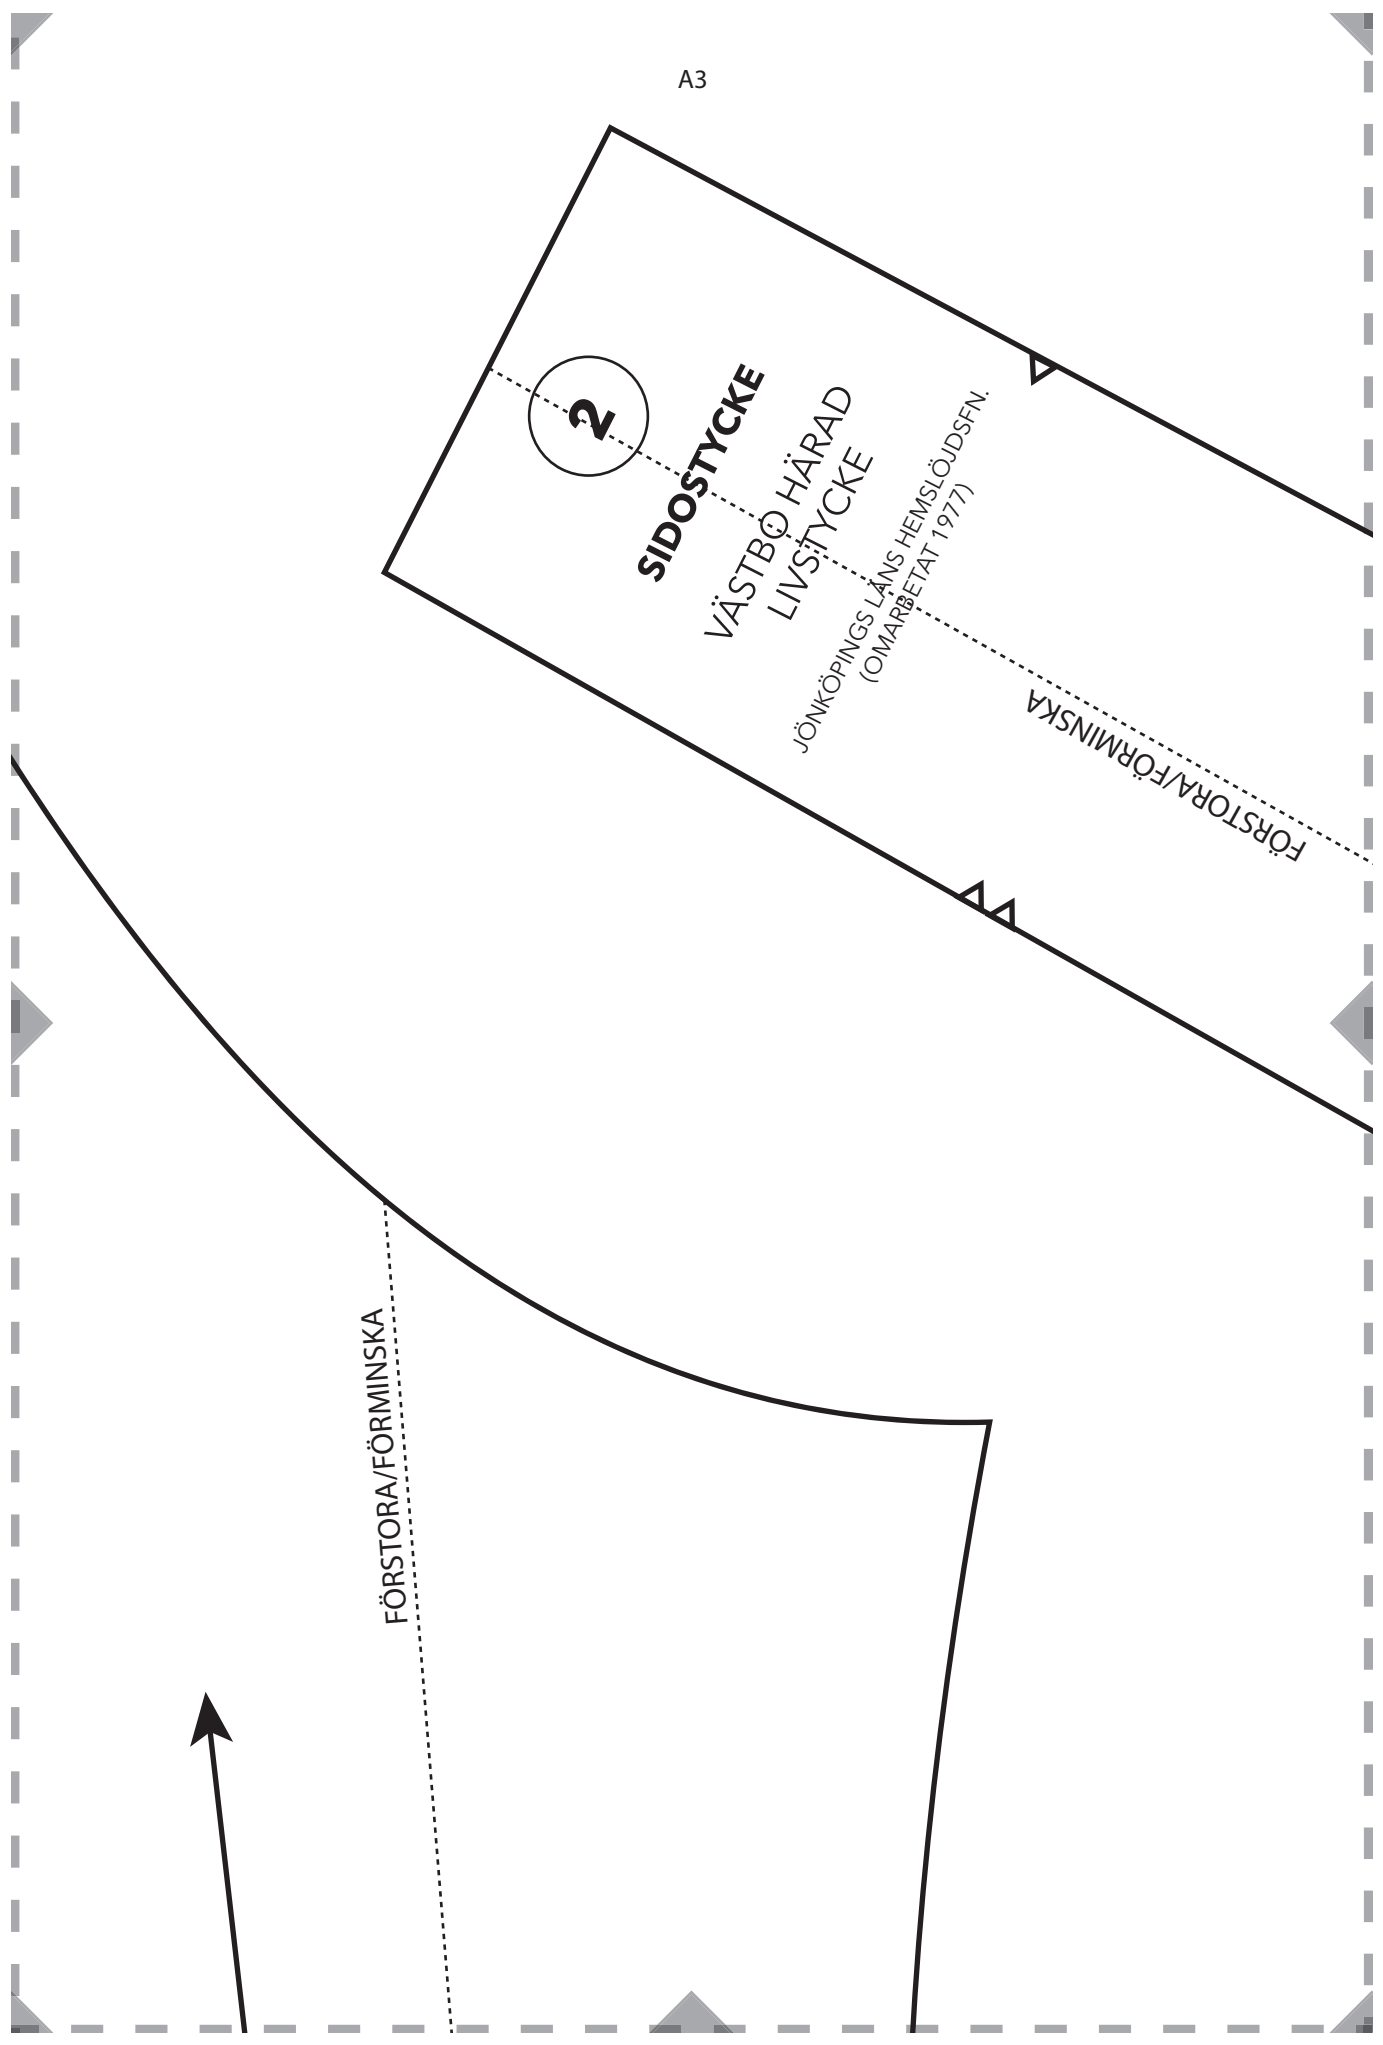 A3
2
SIDOSTYCKE
VÄSTBO HÄRAD
LIVSTYCKE
JÖNKÖPINGS LÄNS HEMSLÖJDSFN.
(OMARBETAT 1977)
FÖRSTORA/FÖRMINSKA
FÖRSTORA/FÖRMINSKA